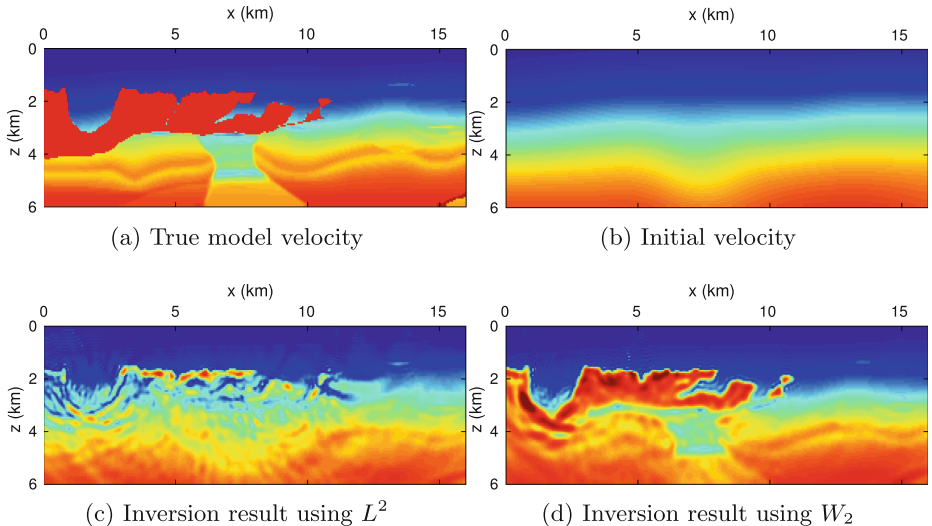 x (km)
0 5 10 15
0
2
4
6
z (km)
(a) True model velocity
x (km)
0 5 10 15
0
2
4
6
z (km)
(b) Initial velocity
x (km)
0 5 10 15
0
2
4
6
z (km)
(c) Inversion result using L²
x (km)
0 5 10 15
0
2
4
6
z (km)
(d) Inversion result using W₂